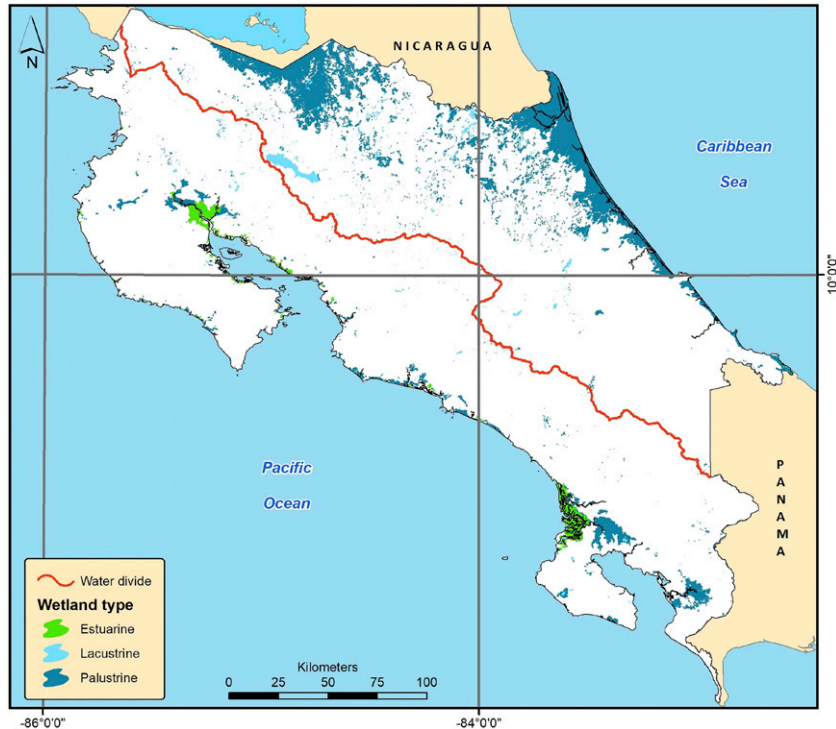 NICARAGUA
N
Caribbean
Sea
10°0'0"
Pacific
Ocean
PANAMA
Water divide
Wetland type
Estuarine
Lacustrine
Palustrine
Kilometers
0 25 50 75 100
-86°0'0"
-84°0'0"